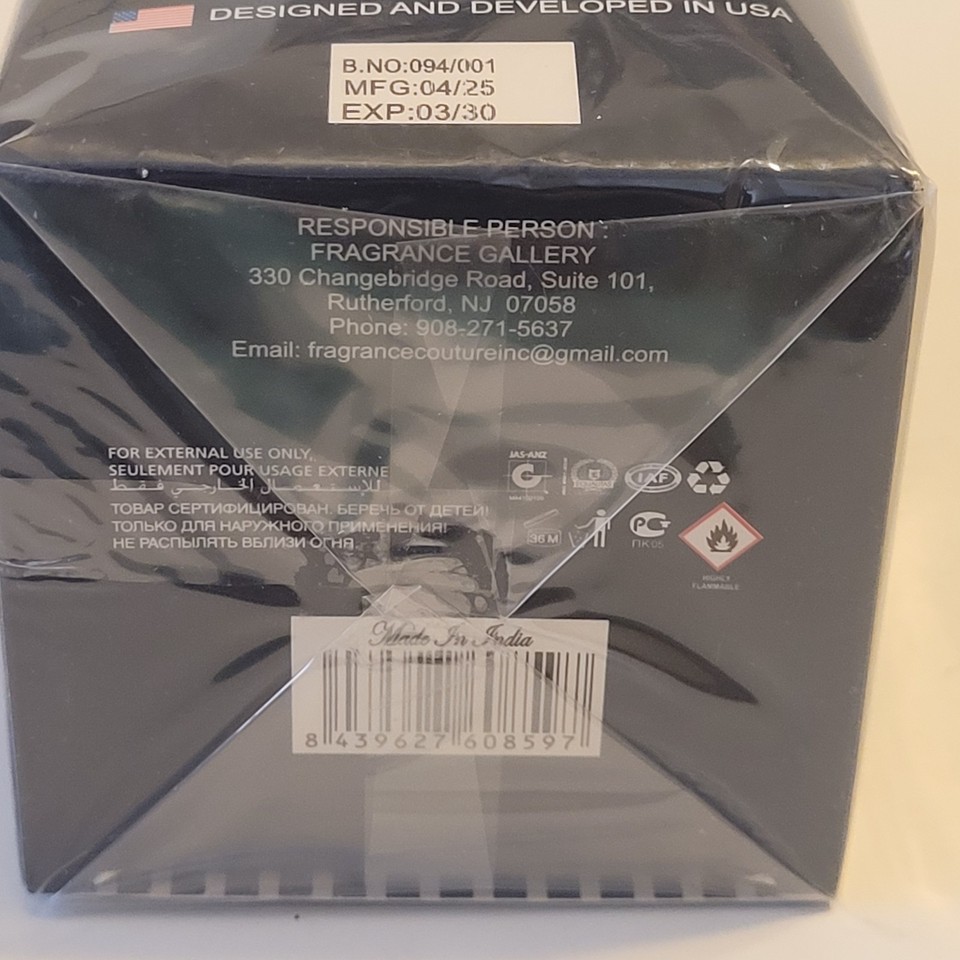 DESIGNED AND DEVELOPED IN USA
B.NO:094/001
MFG:04/25
EXP:03/30
RESPONSIBLE PERSON :
FRAGRANCE GALLERY
330 Changebridge Road, Suite 101,
Rutherford, NJ 07058
Phone: 908-271-5637
Email: fragrancecoutureinc@gmail.com
FOR EXTERNAL USE ONLY,
SEULEMENT POUR USAGE EXTERNE
للإستعمال الخارجي فقط
ТОВАР СЕРТИФИЦИРОВАН. БЕРЕЧЬ ОТ ДЕТЕЙ!
ТОЛЬКО ДЛЯ НАРУЖНОГО ПРИМЕНЕНИЯ!
НЕ РАСПЫЛЯТЬ ВБЛИЗИ ОГНЯ
JAS-ANZ
IAF
36 M
ПК 05
HIGHLY
FLAMMABLE
Made In India
8 439627 608597